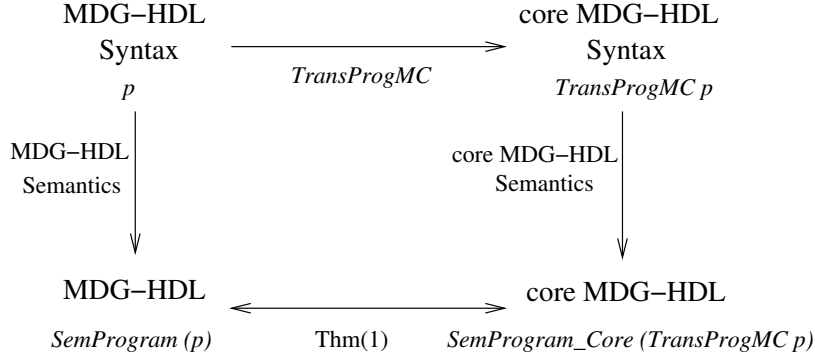 MDG−HDL
Syntax
p
TransProgMC
core MDG−HDL
Syntax
TransProgMC p
MDG−HDL
Semantics
core MDG−HDL
Semantics
MDG−HDL
SemProgram (p)
Thm(1)
core MDG−HDL
SemProgram_Core (TransProgMC p)